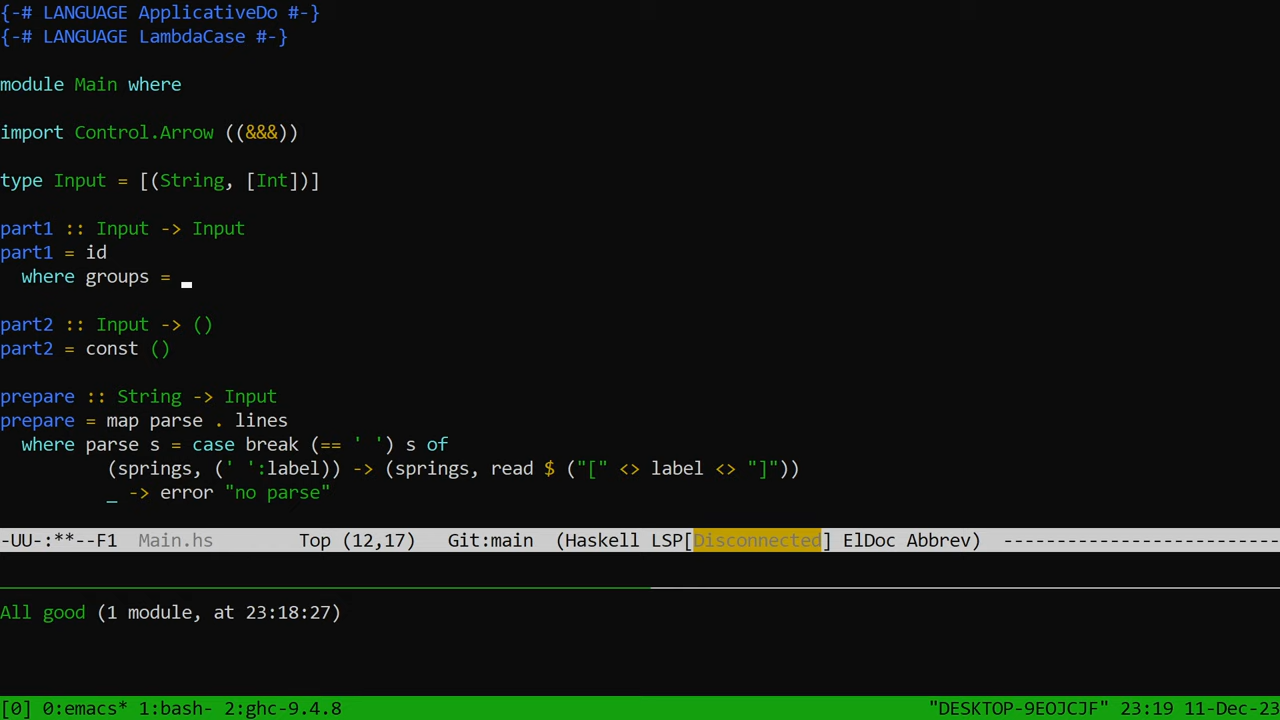 {-# LANGUAGE ApplicativeDo #-}
{-# LANGUAGE LambdaCase #-}
module Main where
import Control.Arrow ((&&&))
type Input = [(String, [Int])]
part1 :: Input -> Input
part1 = id
  where groups = _
part2 :: Input -> ()
part2 = const ()
prepare :: String -> Input
prepare = map parse . lines
  where parse s = case break (== ' ') s of
          (springs, (' ':label)) -> (springs, read $ ("[" <> label <> "]"))
          _ -> error "no parse"
-UU-:**--F1  Main.hs        Top (12,17)   Git:main  (Haskell LSP[Disconnected] ElDoc Abbrev) --------------------------
All good (1 module, at 23:18:27)
[0] 0:emacs* 1:bash- 2:ghc-9.4.8 "DESKTOP-9EOJCJF" 23:19 11-Dec-23